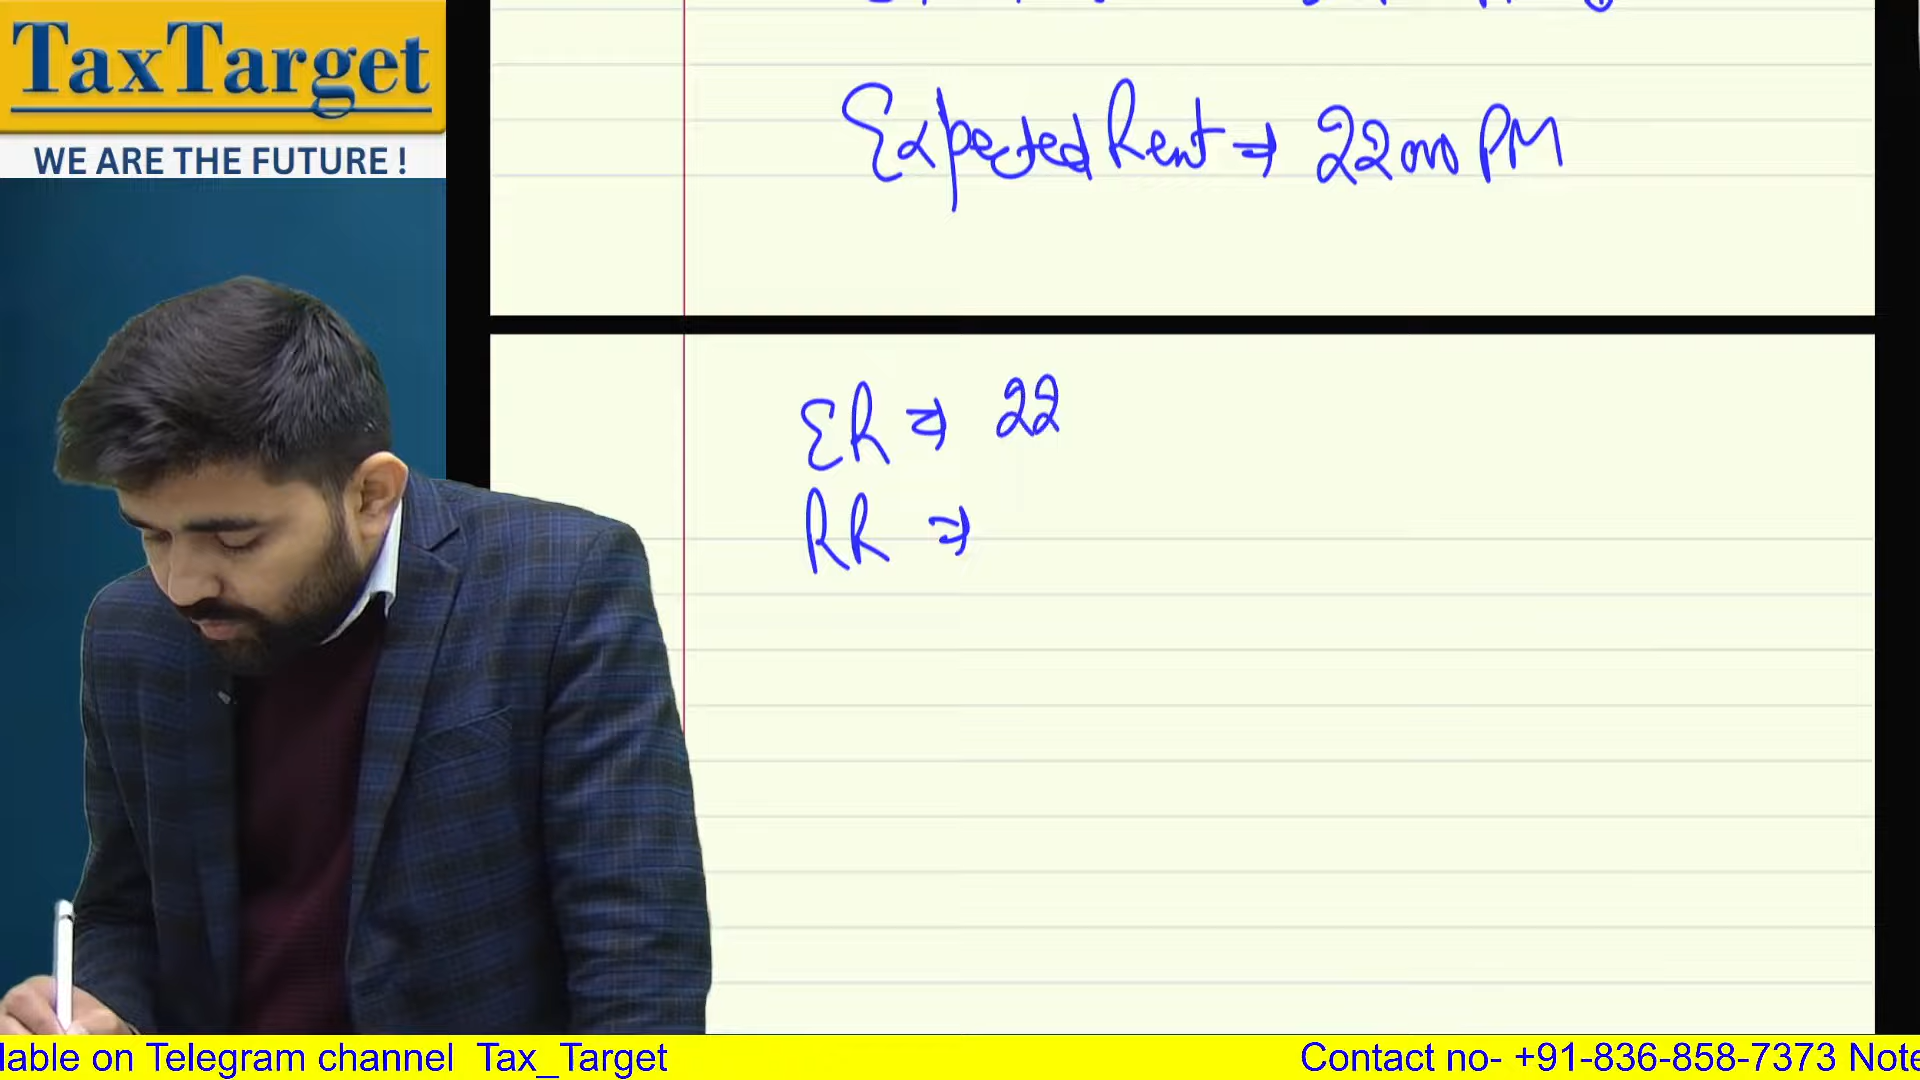 TaxTarget
WE ARE THE FUTURE !
Expected Rent ⇒ 22000 PM
ER ⇒ 22
RR ⇒
lable on Telegram channel Tax_Target
Contact no- +91-836-858-7373 Note